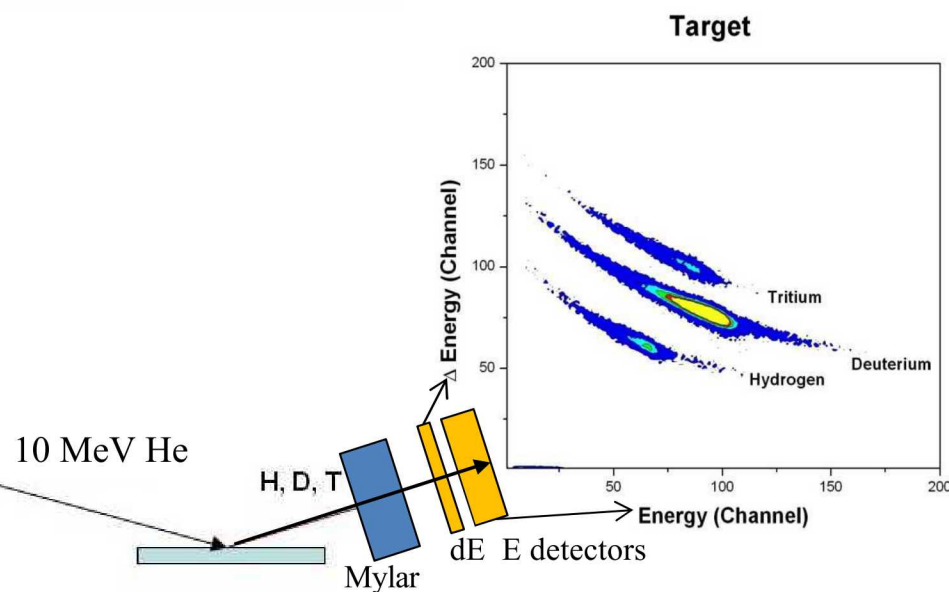 Target
200
150
100
50
Δ Energy (Channel)
Tritium
Deuterium
Hydrogen
50
100
150
200
Energy (Channel)
10 MeV He
H, D, T
dE E detectors
Mylar